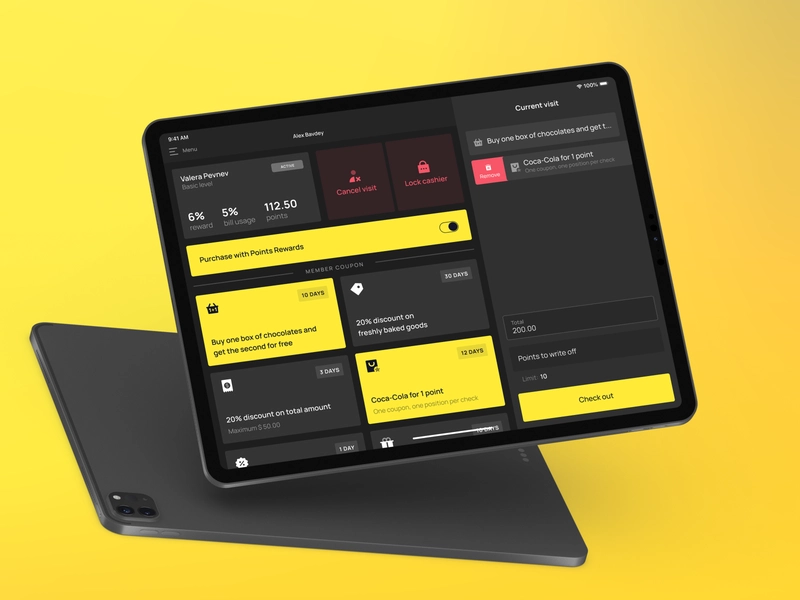 9:41 AM
Alex Bavdey
100%
Menu
Valera Pevnev
Basic level
ACTIVE
6%
reward
5%
bill usage
112.50
points
Cancel visit
Lock cashier
Purchase with Points Rewards
MEMBER COUPON
10 DAYS
Buy one box of chocolates and
get the second for free
30 DAYS
20% discount on
freshly baked goods
3 DAYS
20% discount on total amount
Maximum $ 50.00
12 DAYS
Coca-Cola for 1 point
One coupon, one position per check
1 DAY
Current visit
Buy one box of chocolates and get t...
Remove
Coca-Cola for 1 point
One coupon, one position per check
Total
200.00
Points to write off
Limit: 10
Check out